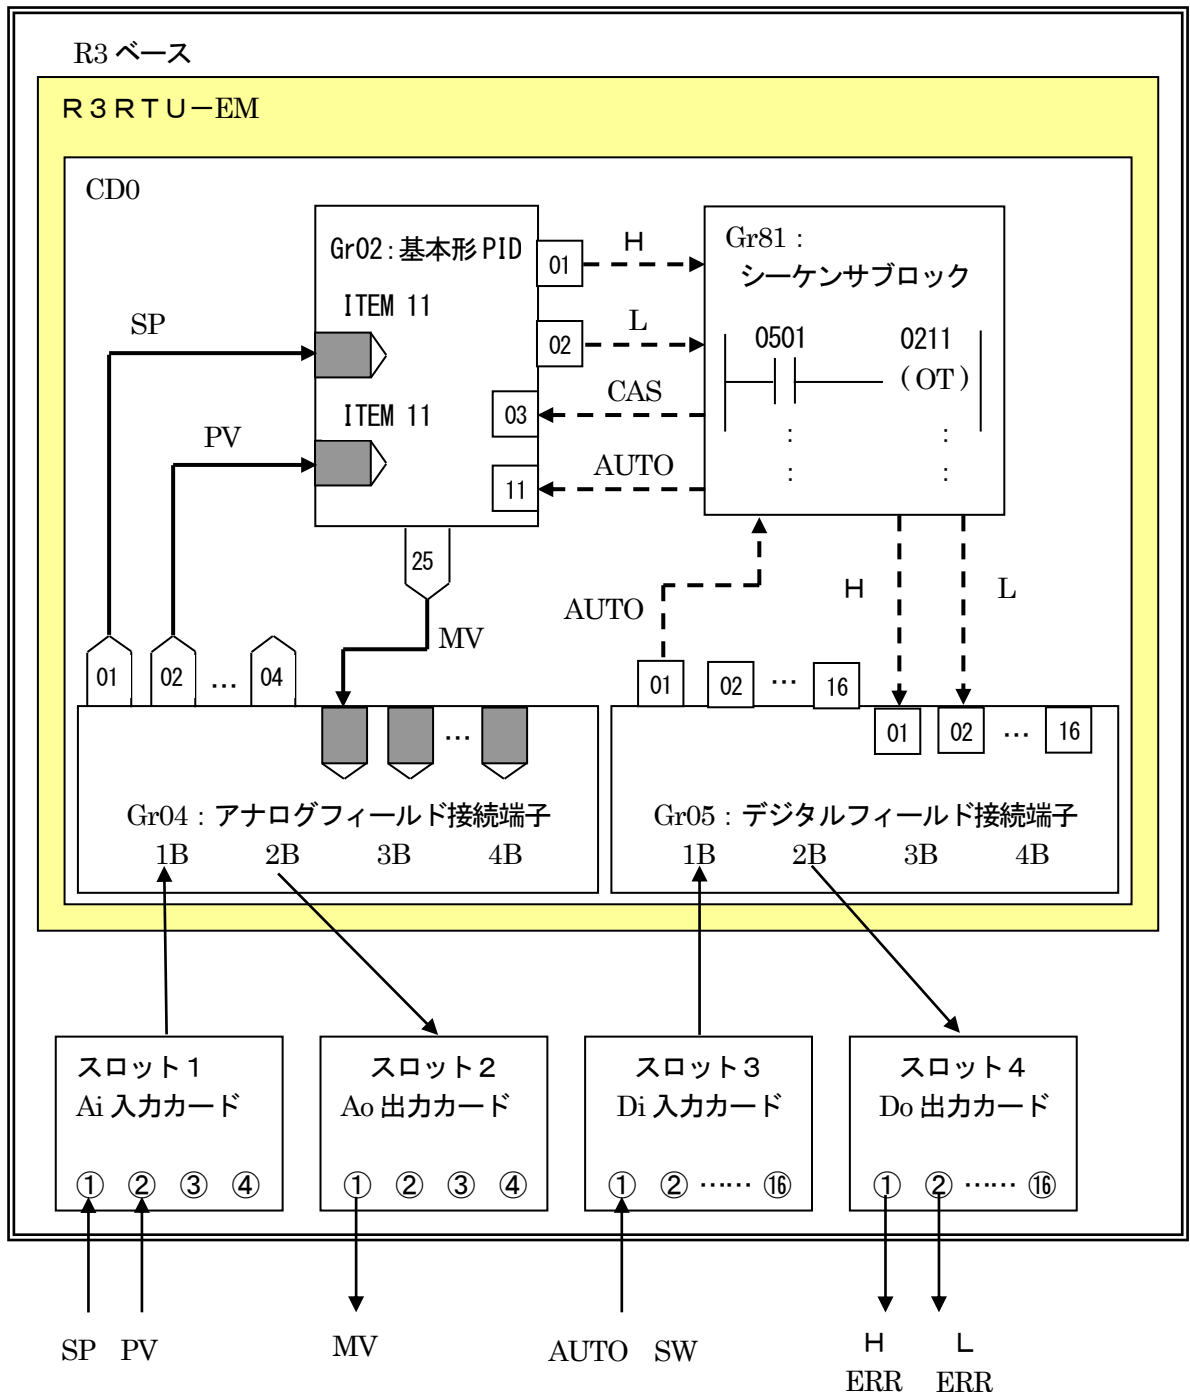 R3 ベース
R3RTU－EM
CD0
Gr02：基本形 PID
ITEM 11
ITEM 11
01
02
03
11
25
H
L
CAS
AUTO
Gr81：
シーケンサブロック
0501 0211
（OT）
： ：
： ：
SP
PV
MV
AUTO
H
L
01 02 … 04
…
01 02 … 16
01 02 … 16
Gr04：アナログフィールド接続端子
1B 2B 3B 4B
Gr05：デジタルフィールド接続端子
1B 2B 3B 4B
スロット１
Ai 入力カード
① ② ③ ④
スロット２
Ao 出力カード
① ② ③ ④
スロット３
Di 入力カード
① ② …… ⑯
スロット４
Do 出力カード
① ② …… ⑯
SP PV
MV
AUTO SW
H
ERR
L
ERR